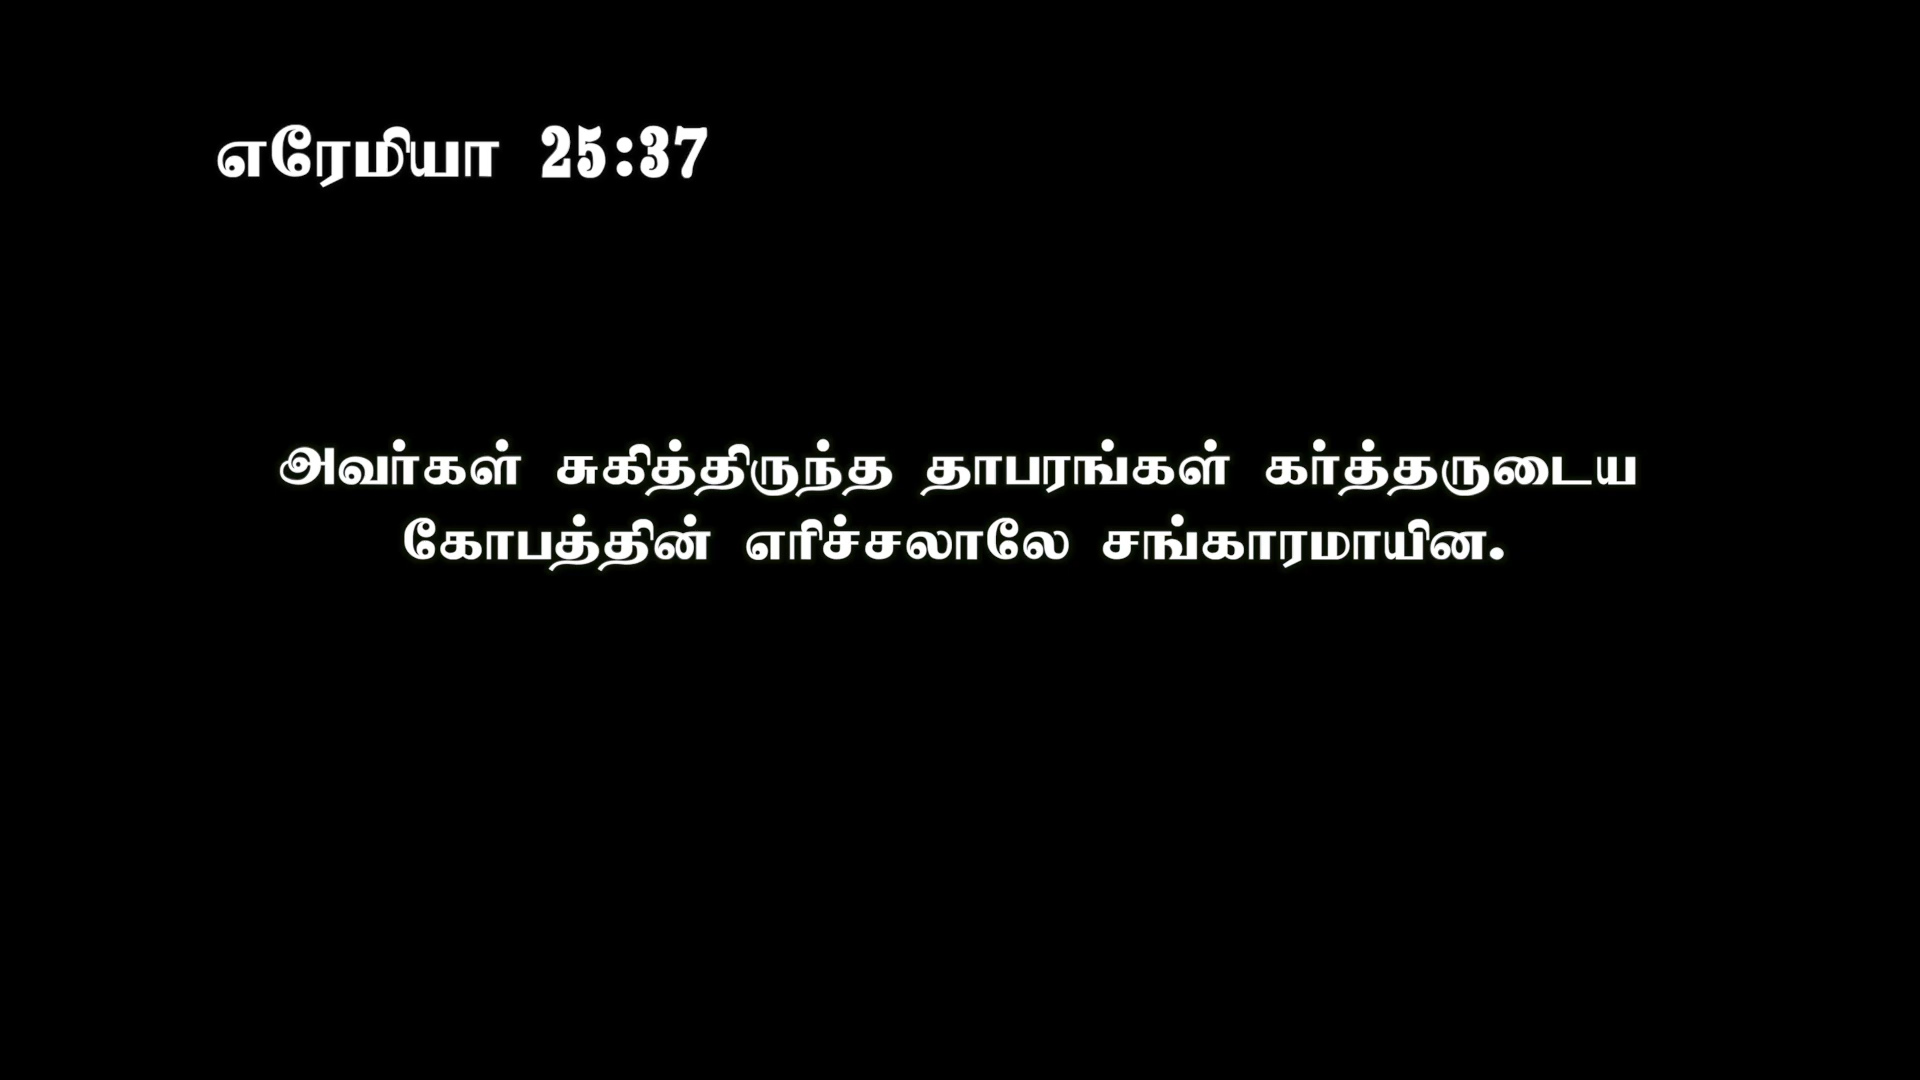 எரேமியா 25:37
அவர்கள் சுகித்திருந்த தாபரங்கள் கர்த்தருடைய
கோபத்தின் எரிச்சலாலே சங்காரமாயின.